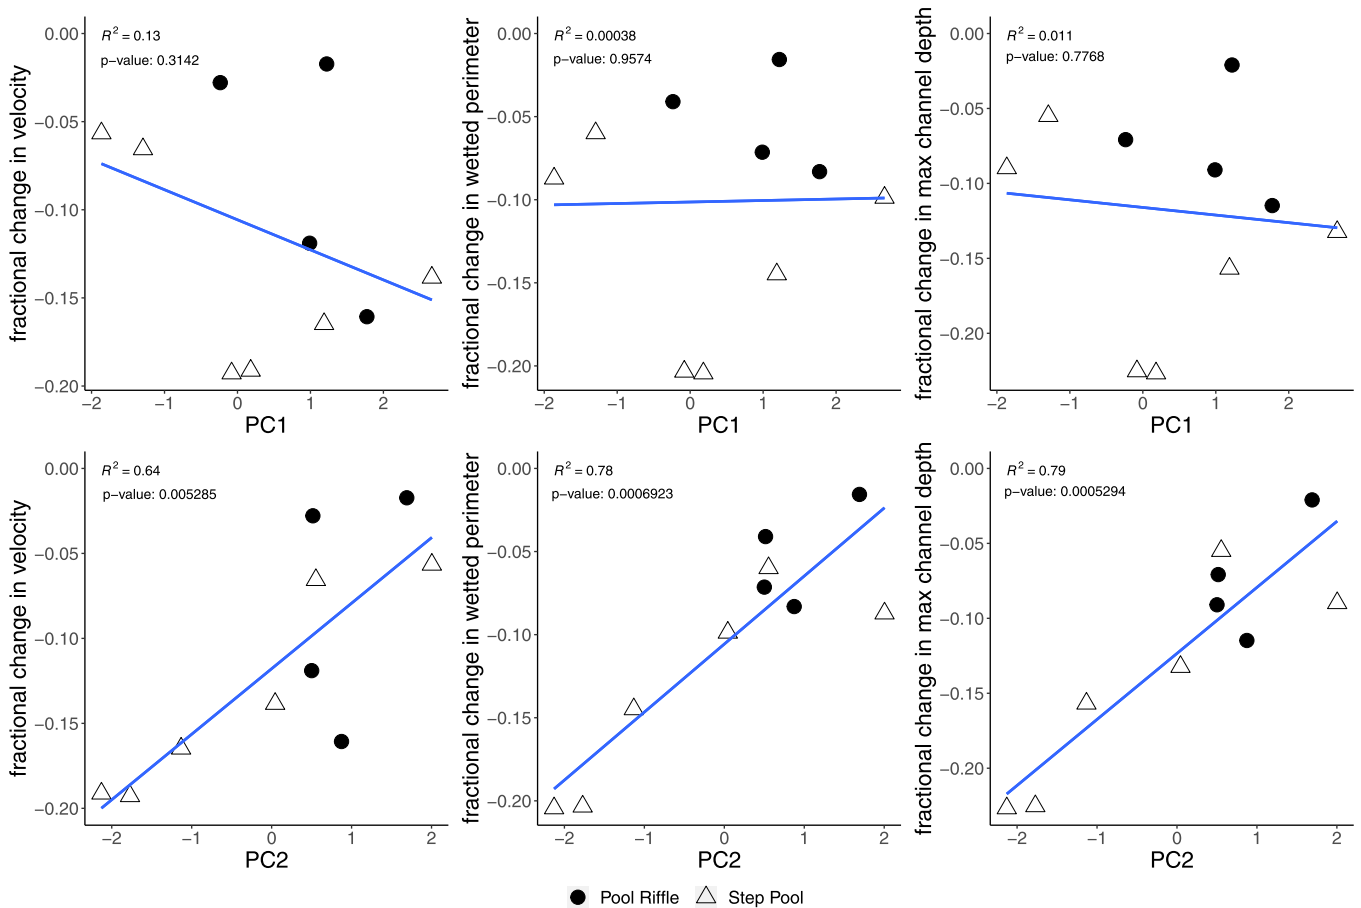 fractional change in velocity
0.00
−0.05
−0.10
−0.15
−0.20
R² = 0.13
p−value: 0.3142
−2 −1 0 1 2
PC1
fractional change in wetted perimeter
0.00
−0.05
−0.10
−0.15
−0.20
R² = 0.00038
p−value: 0.9574
−2 −1 0 1 2
PC1
fractional change in max channel depth
0.00
−0.05
−0.10
−0.15
−0.20
R² = 0.011
p−value: 0.7768
−2 −1 0 1 2
PC1
fractional change in velocity
0.00
−0.05
−0.10
−0.15
−0.20
R² = 0.64
p−value: 0.005285
−2 −1 0 1 2
PC2
fractional change in wetted perimeter
0.00
−0.05
−0.10
−0.15
−0.20
R² = 0.78
p−value: 0.0006923
−2 −1 0 1 2
PC2
fractional change in max channel depth
0.00
−0.05
−0.10
−0.15
−0.20
R² = 0.79
p−value: 0.0005294
−2 −1 0 1 2
PC2
Pool Riffle Step Pool